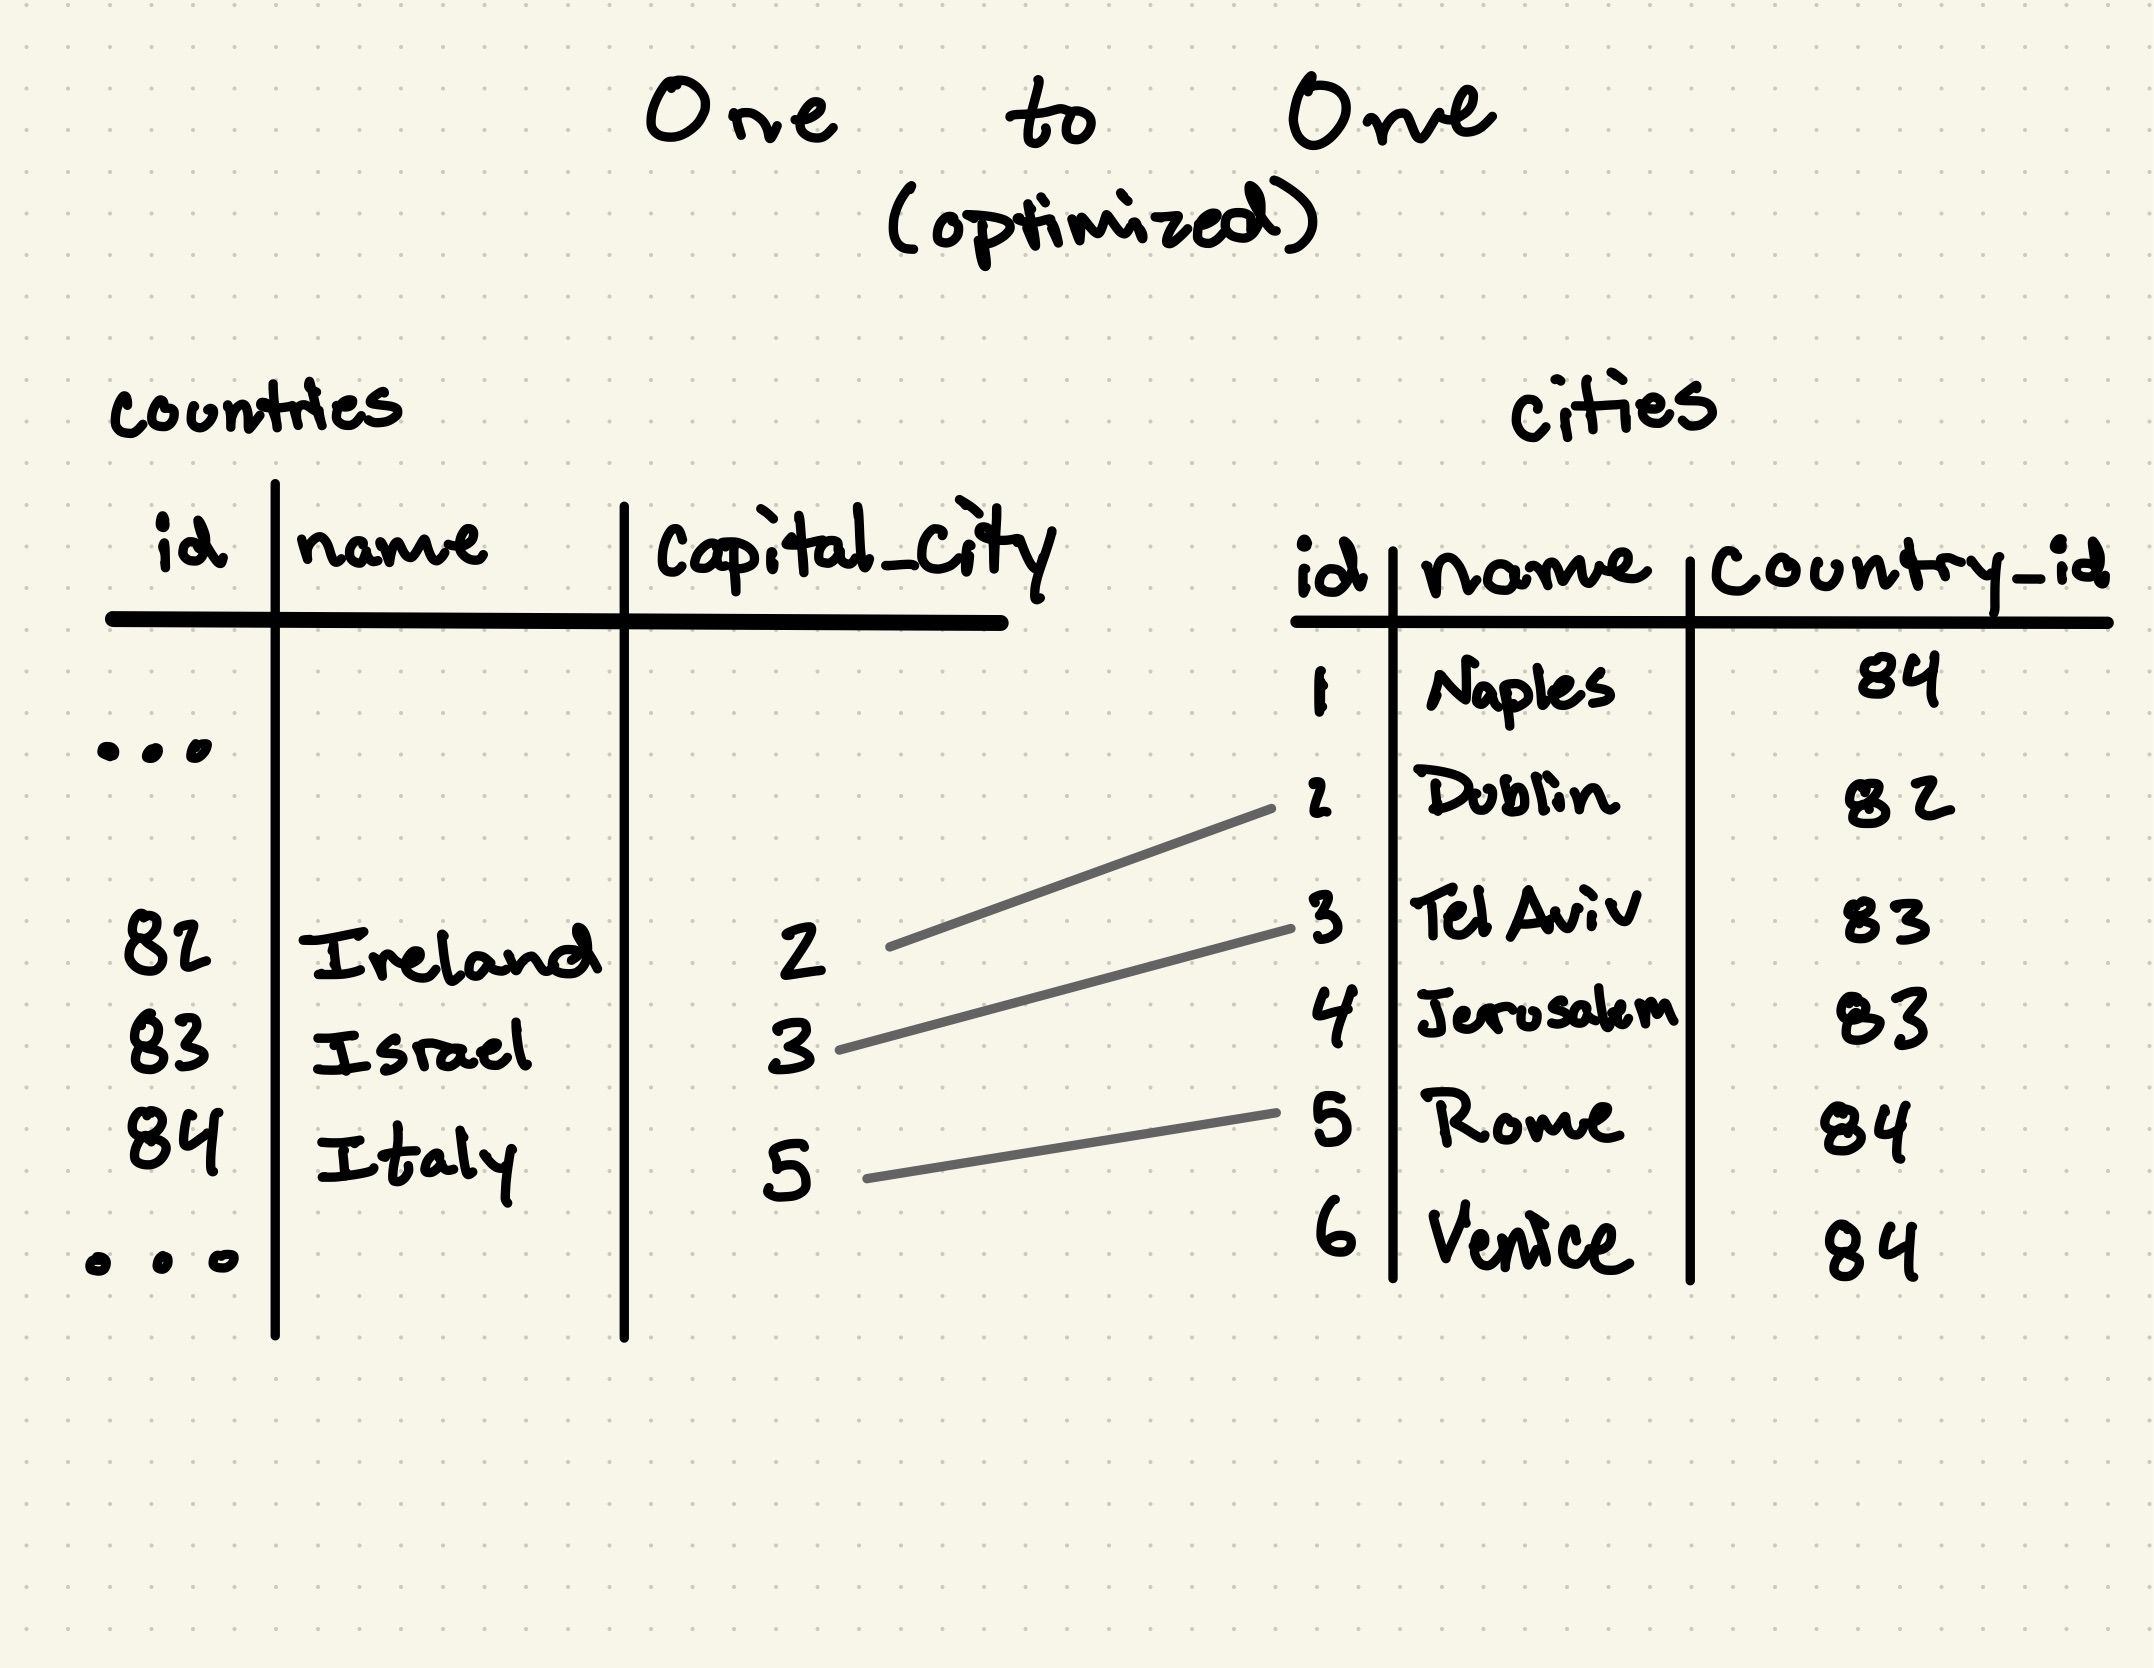 One to One
(optimized)
countries
id name capital_city
...
82 Ireland 2
83 Israel 3
84 Italy 5
...
cities
id name country_id
1 Naples 84
2 Dublin 82
3 Tel Aviv 83
4 Jerusalem 83
5 Rome 84
6 Venice 84